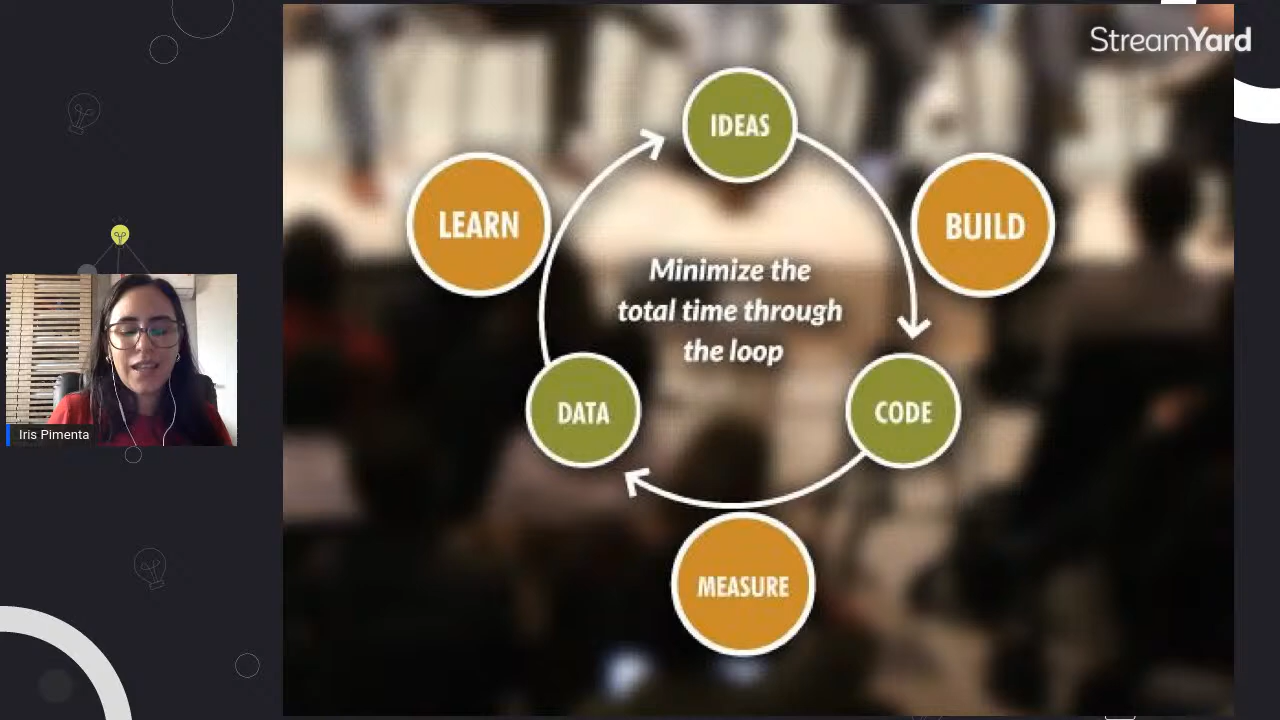 StreamYard
IDEAS
LEARN
BUILD
Minimize the
total time through
the loop
DATA
CODE
Iris Pimenta
MEASURE